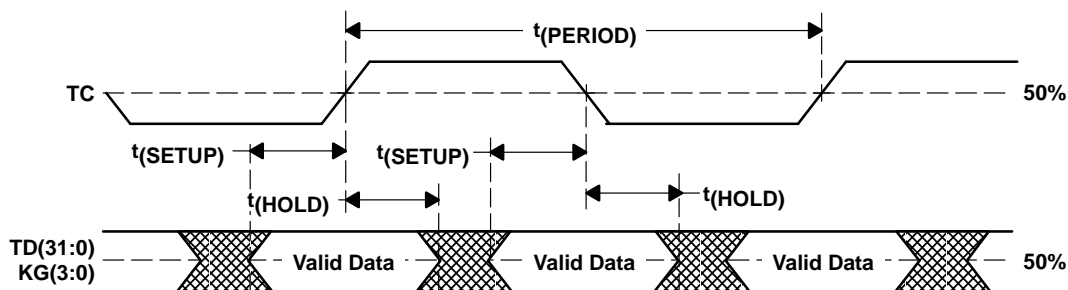 t(PERIOD)
TC 50%
t(SETUP) t(SETUP)
t(HOLD) t(HOLD)
TD(31:0)
KG(3:0)
Valid Data Valid Data Valid Data 50%